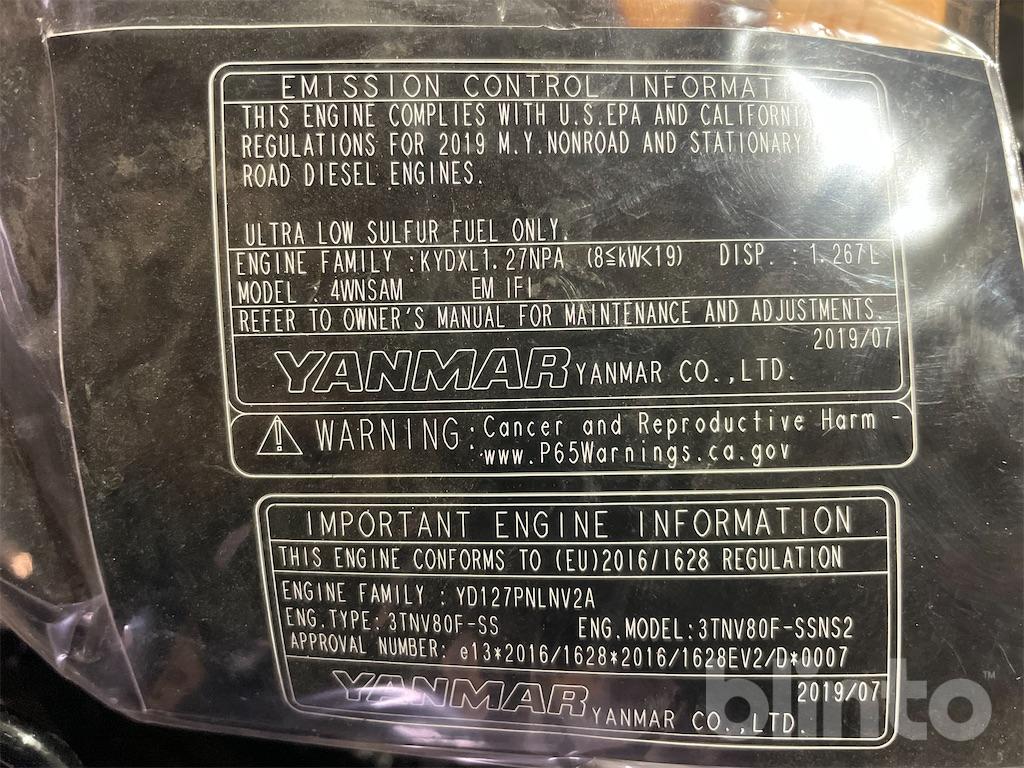 EMISSION CONTROL INFORMAT
THIS ENGINE COMPLIES WITH U.S.EPA AND CALIFORNIA
REGULATIONS FOR 2019 M.Y.NONROAD AND STATIONARY
ROAD DIESEL ENGINES.
ULTRA LOW SULFUR FUEL ONLY.
ENGINE FAMILY :KYDXL1.27NPA (8≦kW<19) DISP. : 1.267L
MODEL : 4WNSAM EM IFI
REFER TO OWNER'S MANUAL FOR MAINTENANCE AND ADJUSTMENTS.
2019/07
YANMAR YANMAR CO.,LTD.
WARNING: Cancer and Reproductive Harm -
www.P65Warnings.ca.gov
IMPORTANT ENGINE INFORMATION
THIS ENGINE CONFORMS TO (EU)2016/1628 REGULATION
ENGINE FAMILY : YD127PNLNV2A
ENG.TYPE: 3TNV80F-SS ENG.MODEL: 3TNV80F-SSNS2
APPROVAL NUMBER: e13*2016/1628*2016/1628EV2/D*0007
2019/07
YANMAR YANMAR CO.,LTD.
blinto™